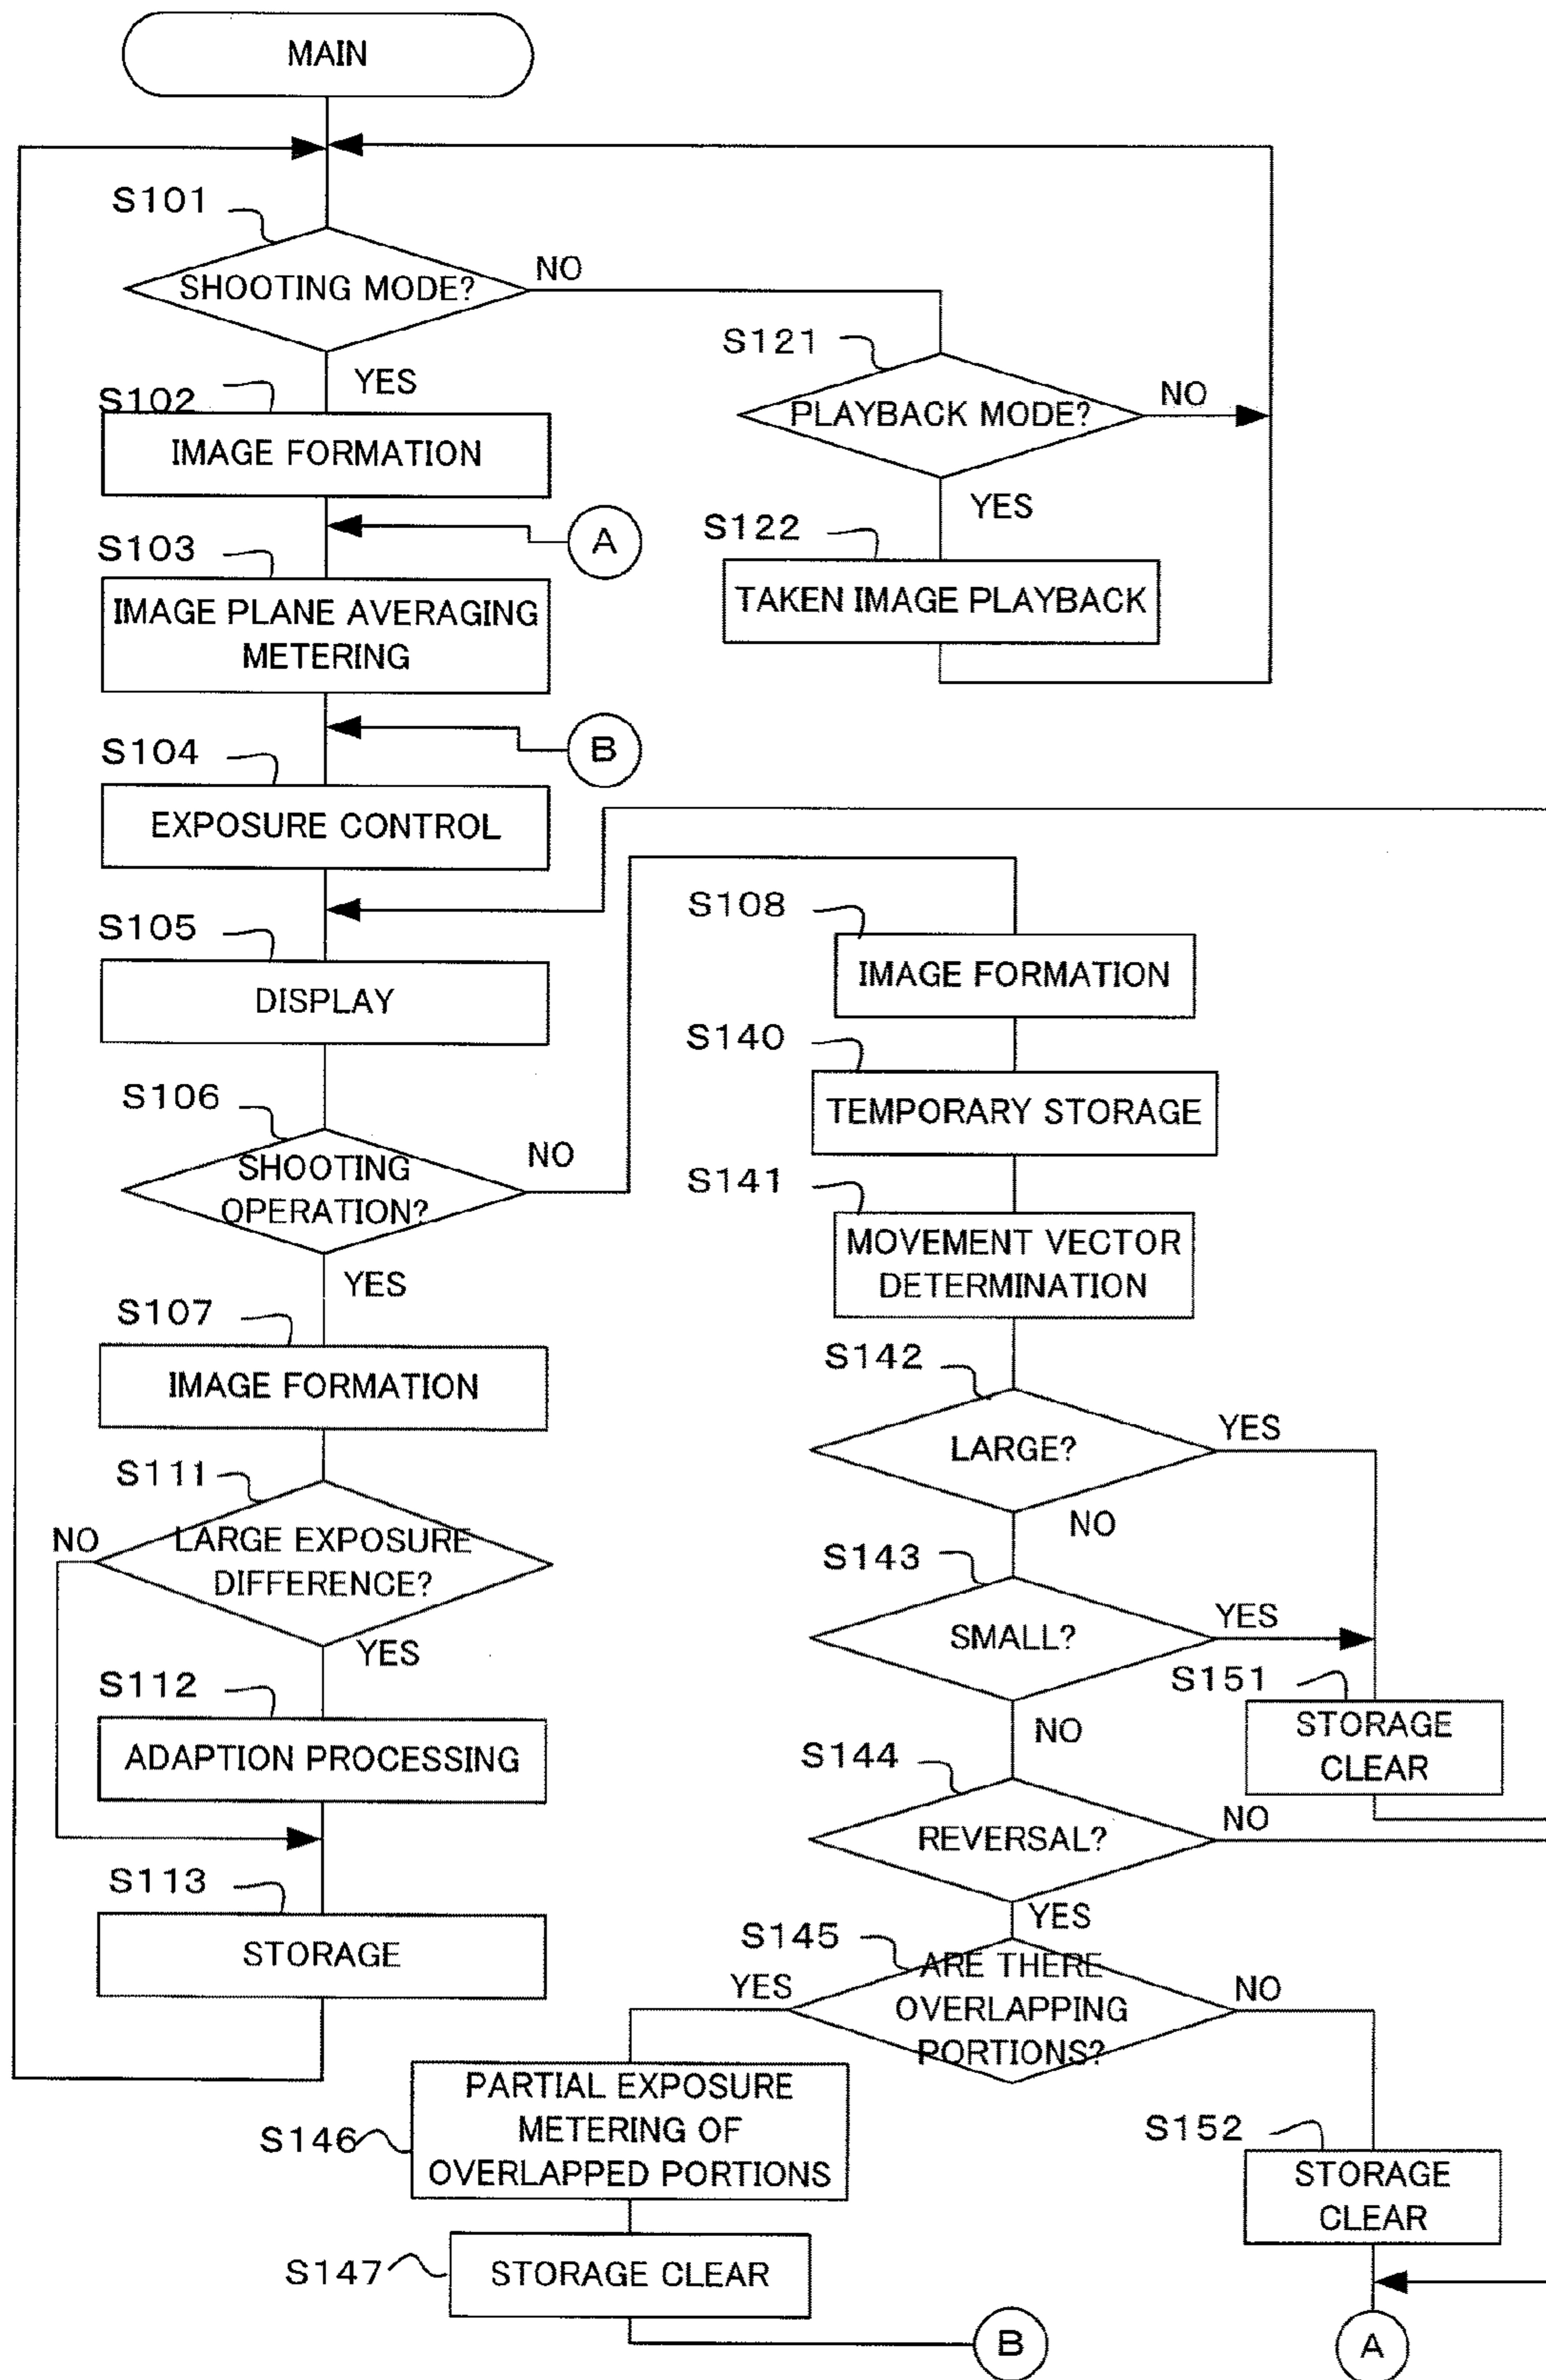 MAIN
S101
SHOOTING MODE?
NO
YES
S102
IMAGE FORMATION
A
S103
IMAGE PLANE AVERAGING
METERING
B
S104
EXPOSURE CONTROL
S105
DISPLAY
S106
SHOOTING
OPERATION?
NO
YES
S107
IMAGE FORMATION
S111
NO
LARGE EXPOSURE
DIFFERENCE?
YES
S112
ADAPTION PROCESSING
S113
STORAGE
S121
PLAYBACK MODE?
NO
YES
S122
TAKEN IMAGE PLAYBACK
S108
IMAGE FORMATION
S140
TEMPORARY STORAGE
S141
MOVEMENT VECTOR
DETERMINATION
S142
LARGE?
YES
NO
S143
SMALL?
YES
NO
S151
STORAGE
CLEAR
S144
REVERSAL?
NO
YES
S145
ARE THERE
OVERLAPPING
PORTIONS?
YES
NO
S146
PARTIAL EXPOSURE
METERING OF
OVERLAPPED PORTIONS
S147
STORAGE CLEAR
B
S152
STORAGE
CLEAR
A